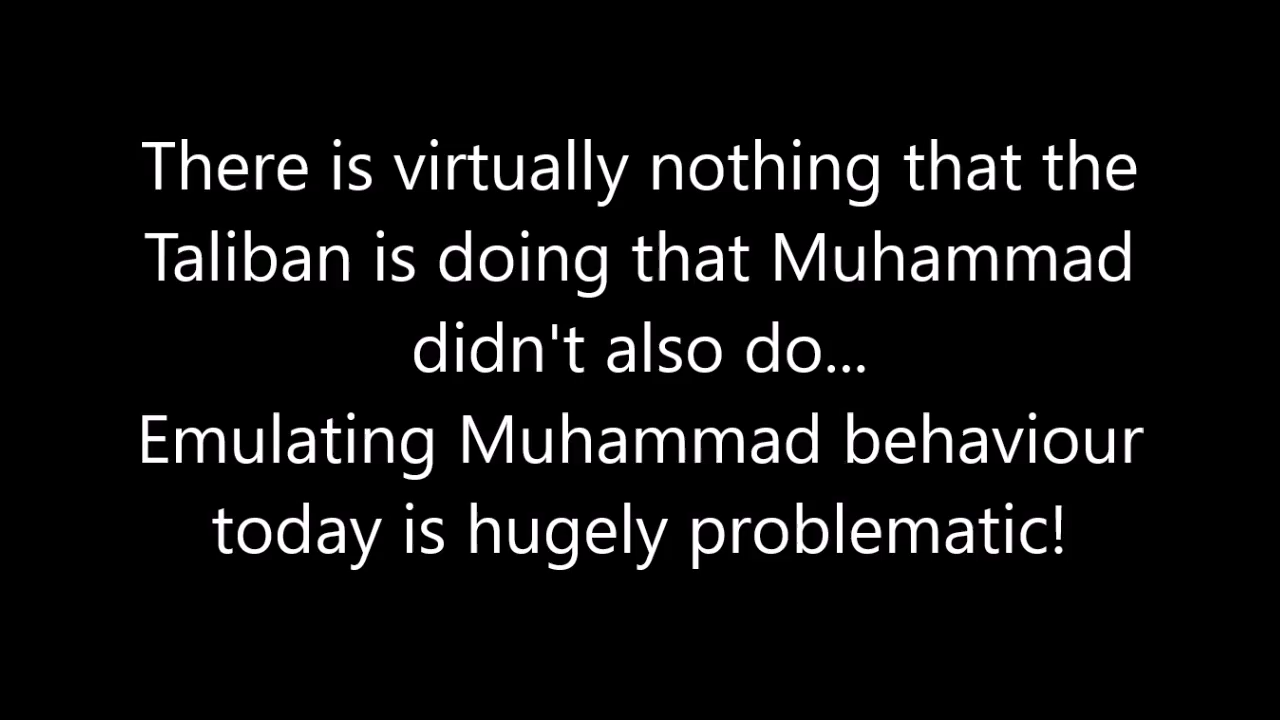 There is virtually nothing that the
Taliban is doing that Muhammad
didn't also do...
Emulating Muhammad behaviour
today is hugely problematic!